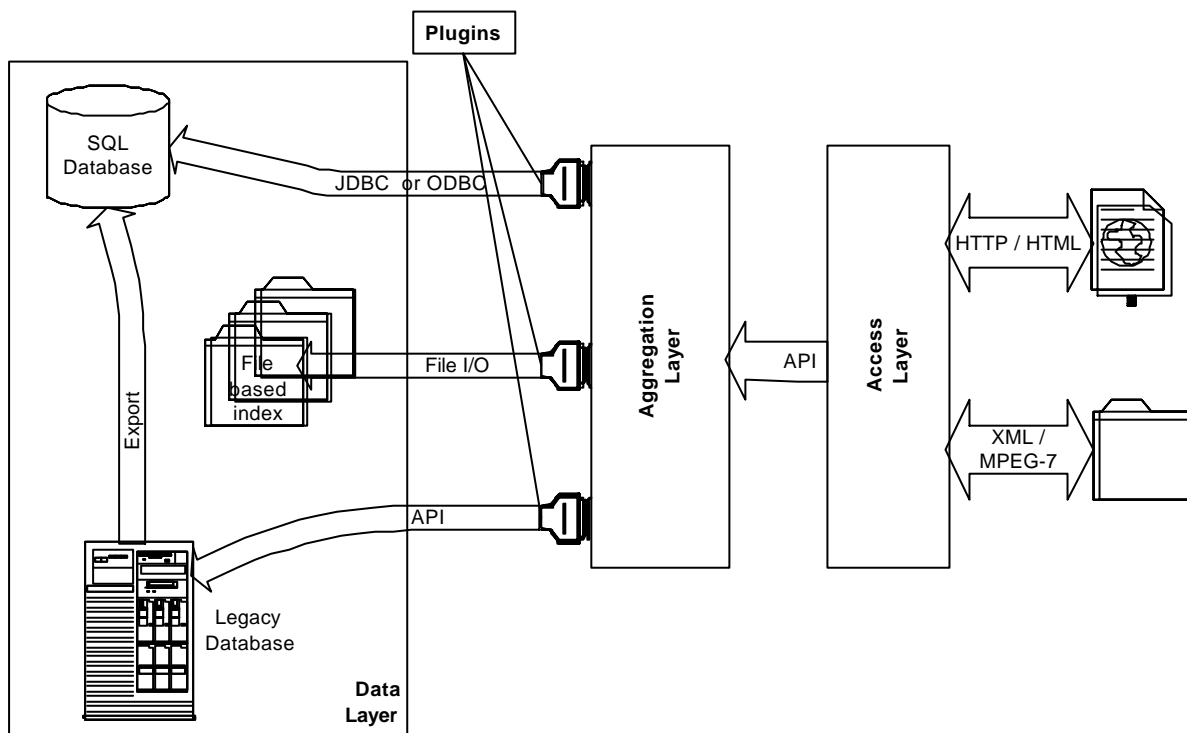 Plugins
SQL
Database
JDBC or ODBC
HTTP / HTML
Aggregation
Layer
Access
Layer
API
File I/O
File
based
index
Export
XML /
MPEG-7
API
Legacy
Database
Data
Layer